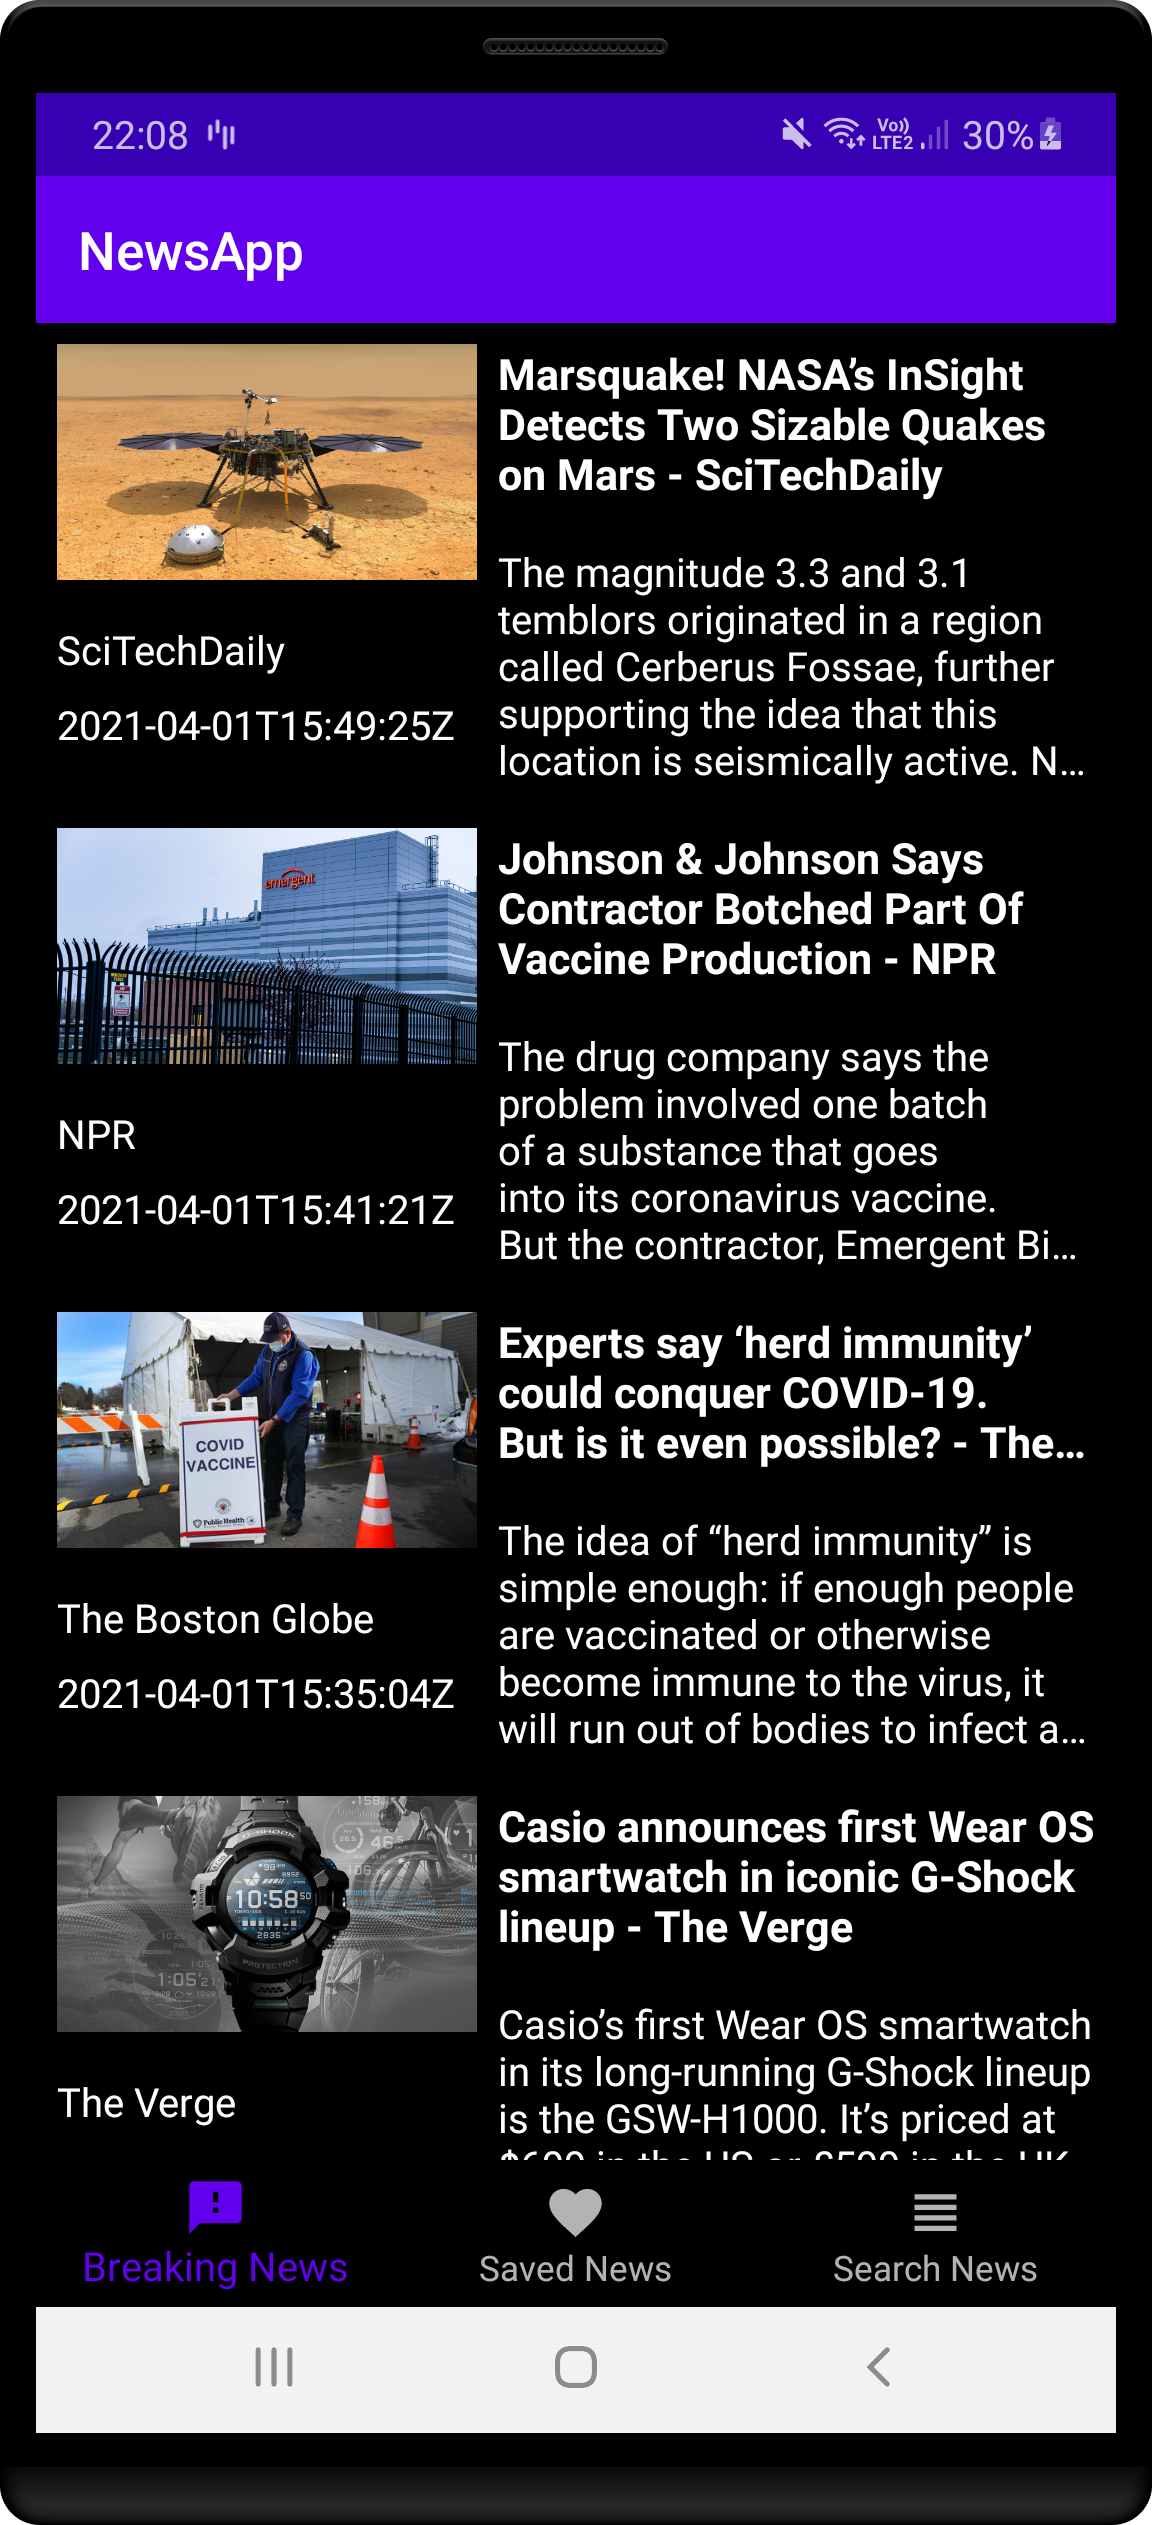 22:08
Vo))
LTE2
30%
NewsApp
Marsquake! NASA’s InSight
Detects Two Sizable Quakes
on Mars - SciTechDaily
The magnitude 3.3 and 3.1
temblors originated in a region
called Cerberus Fossae, further
supporting the idea that this
location is seismically active. N…
SciTechDaily
2021-04-01T15:49:25Z
emergent
Johnson & Johnson Says
Contractor Botched Part Of
Vaccine Production - NPR
The drug company says the
problem involved one batch
of a substance that goes
into its coronavirus vaccine.
But the contractor, Emergent Bi…
NPR
2021-04-01T15:41:21Z
COVID
VACCINE
Public Health
Experts say ‘herd immunity’
could conquer COVID-19.
But is it even possible? - The…
The idea of “herd immunity” is
simple enough: if enough people
are vaccinated or otherwise
become immune to the virus, it
will run out of bodies to infect a…
The Boston Globe
2021-04-01T15:35:04Z
G-SHOCK
10:58 50
2835
PROTECTION
1:05'21
Casio announces first Wear OS
smartwatch in iconic G-Shock
lineup - The Verge
Casio’s first Wear OS smartwatch
in its long-running G-Shock lineup
is the GSW-H1000. It’s priced at
The Verge
Breaking News
Saved News
Search News